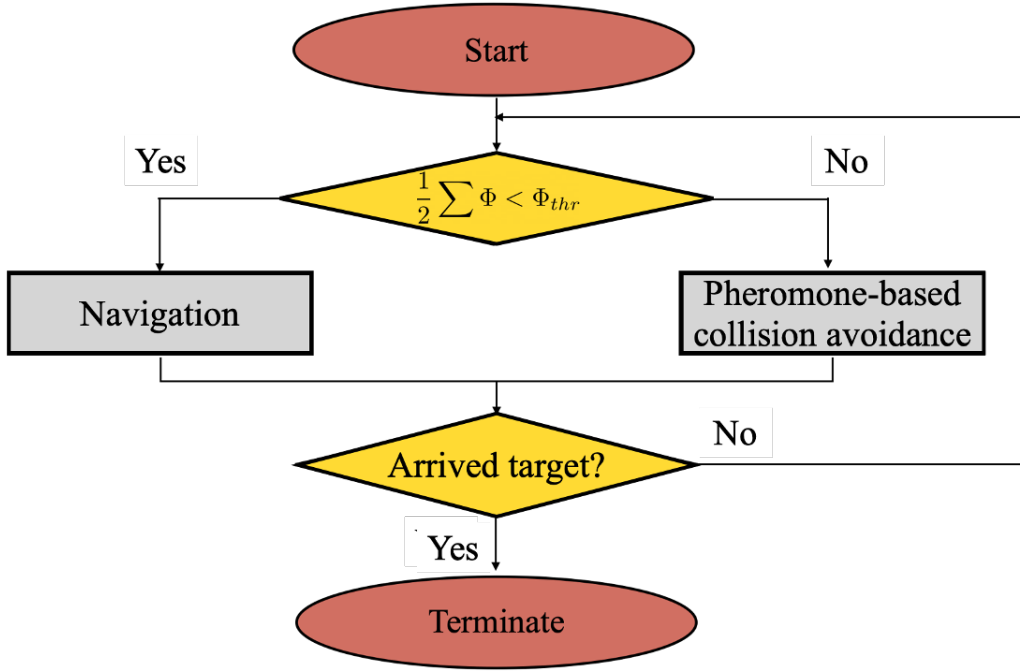 Start
Yes
No
1/2 ∑ Φ < Φ_thr
Navigation
Pheromone-based
collision avoidance
Arrived target?
No
Yes
Terminate